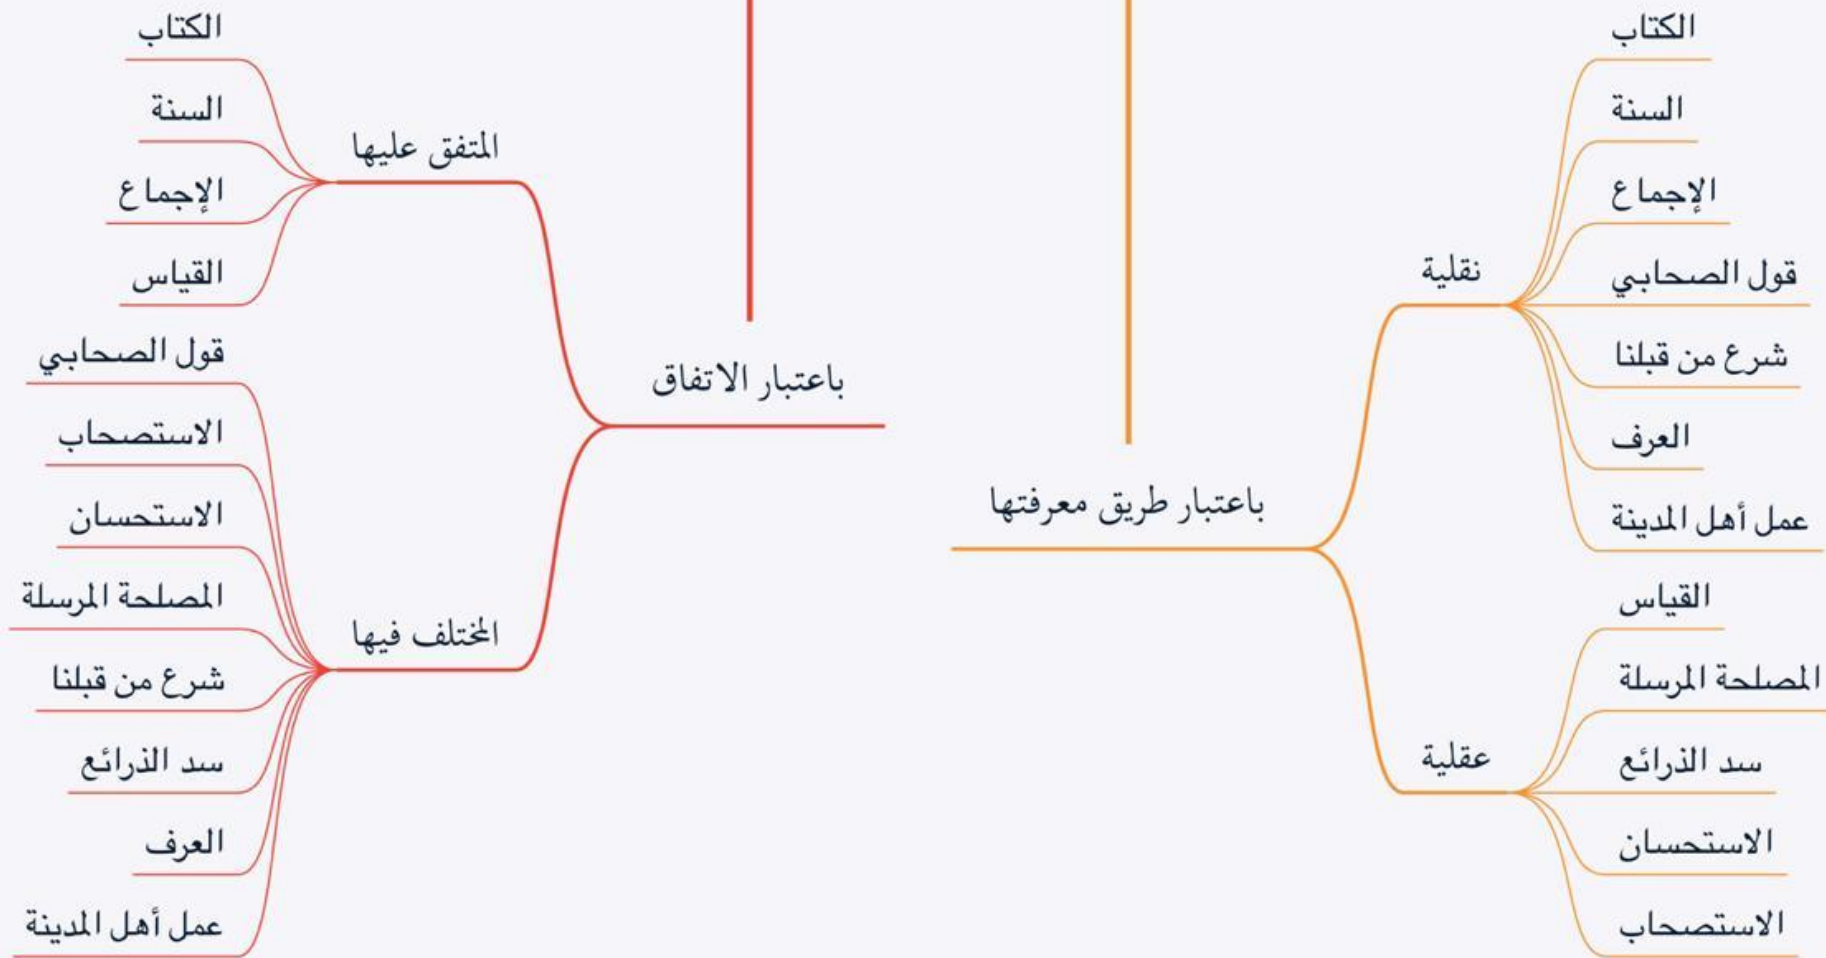 باعتبار طريق معرفتها
نقلية
الكتاب
السنة
الإجماع
قول الصحابي
شرع من قبلنا
العرف
عمل أهل المدينة
عقلية
القياس
المصلحة المرسلة
سد الذرائع
الاستحسان
الاستصحاب
باعتبار الاتفاق
المتفق عليها
الكتاب
السنة
الإجماع
القياس
المختلف فيها
قول الصحابي
الاستصحاب
الاستحسان
المصلحة المرسلة
شرع من قبلنا
سد الذرائع
العرف
عمل أهل المدينة